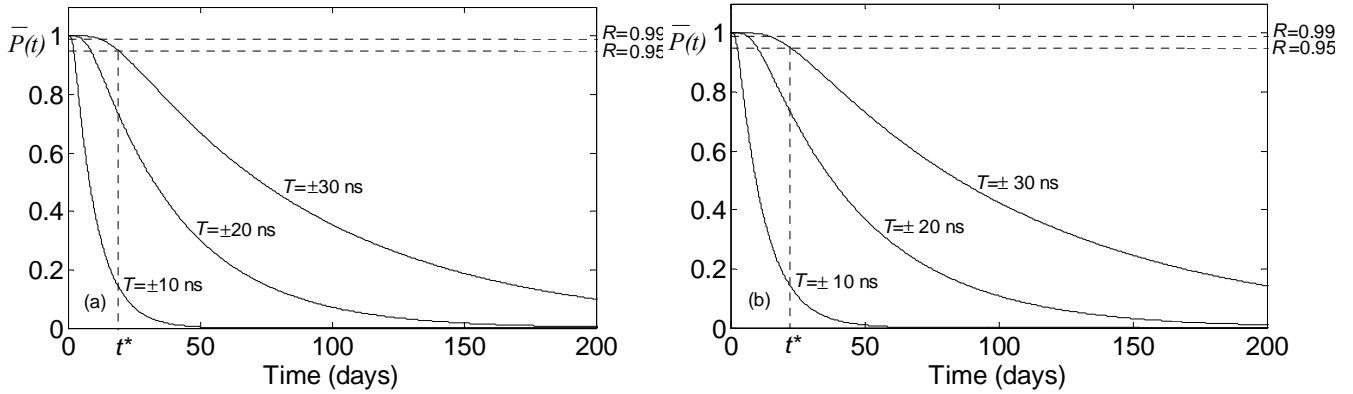 1
P(t)
0.8
0.6
0.4
0.2
0
R=0.99
R=0.95
T=±30 ns
T=±20 ns
T=±10 ns
(a)
0 t* 50 100 150 200
Time (days)
1
P(t)
0.8
0.6
0.4
0.2
0
R=0.99
R=0.95
T=± 30 ns
T=± 20 ns
T=± 10 ns
(b)
0 t* 50 100 150 200
Time (days)